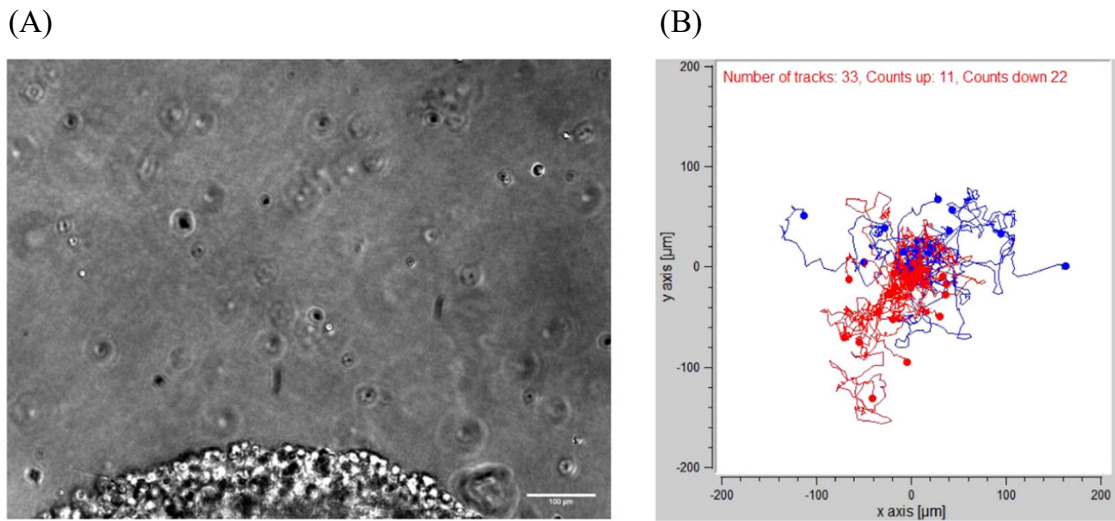 (A)
(B)
100 μm
Number of tracks: 33, Counts up: 11, Counts down 22
200
100
0
-100
-200
y axis [µm]
-200
-100
0
100
200
x axis [µm]